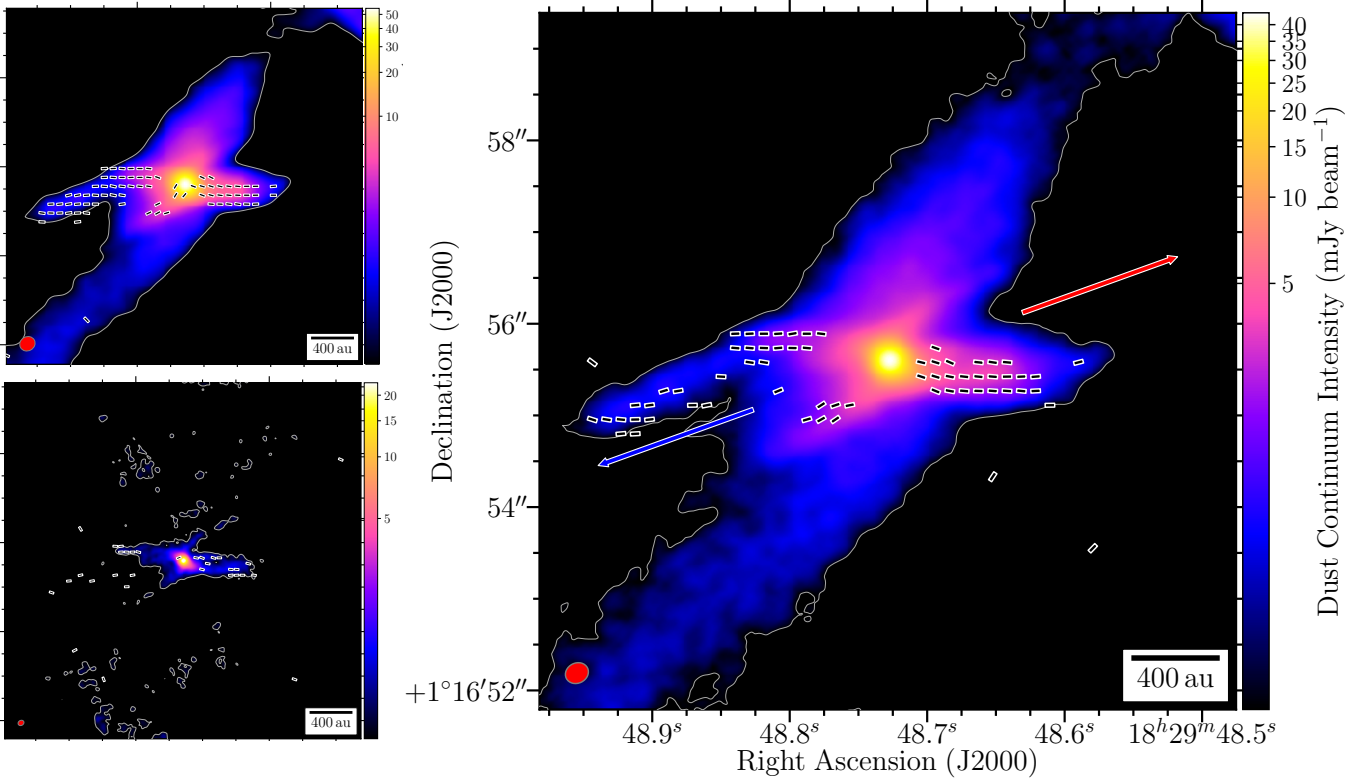 50
40
30
20
10
400 au
20
15
10
5
400 au
Declination (J2000)
58″
56″
54″
+1°16′52″
48.9ˢ
48.8ˢ
48.7ˢ
48.6ˢ
18ʰ29ᵐ48.5ˢ
Right Ascension (J2000)
400 au
40
35
30
25
20
15
10
5
Dust Continuum Intensity (mJy beam⁻¹)